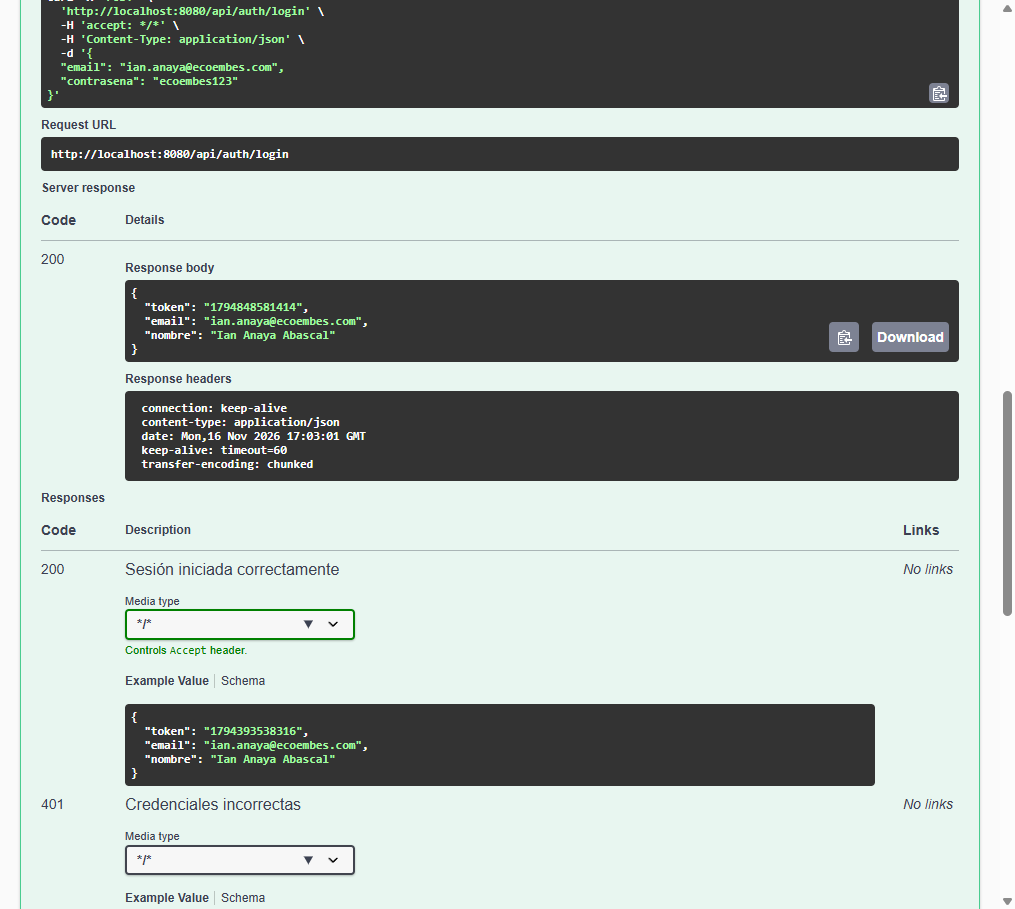 'http://localhost:8080/api/auth/login' \
-H 'accept: */*' \
-H 'Content-Type: application/json' \
-d '{
"email": "ian.anaya@ecoembes.com",
"contrasena": "ecoembes123"
}'
Request URL
http://localhost:8080/api/auth/login
Server response
Code Details
200
Response body
{
"token": "1794848581414",
"email": "ian.anaya@ecoembes.com",
"nombre": "Ian Anaya Abascal"
}
Download
Response headers
connection: keep-alive
content-type: application/json
date: Mon,16 Nov 2026 17:03:01 GMT
keep-alive: timeout=60
transfer-encoding: chunked
Responses
Code Description Links
200 Sesión iniciada correctamente No links
Media type
*/*
Controls Accept header.
Example Value Schema
{
"token": "1794393538316",
"email": "ian.anaya@ecoembes.com",
"nombre": "Ian Anaya Abascal"
}
401 Credenciales incorrectas No links
Media type
*/*
Example Value Schema